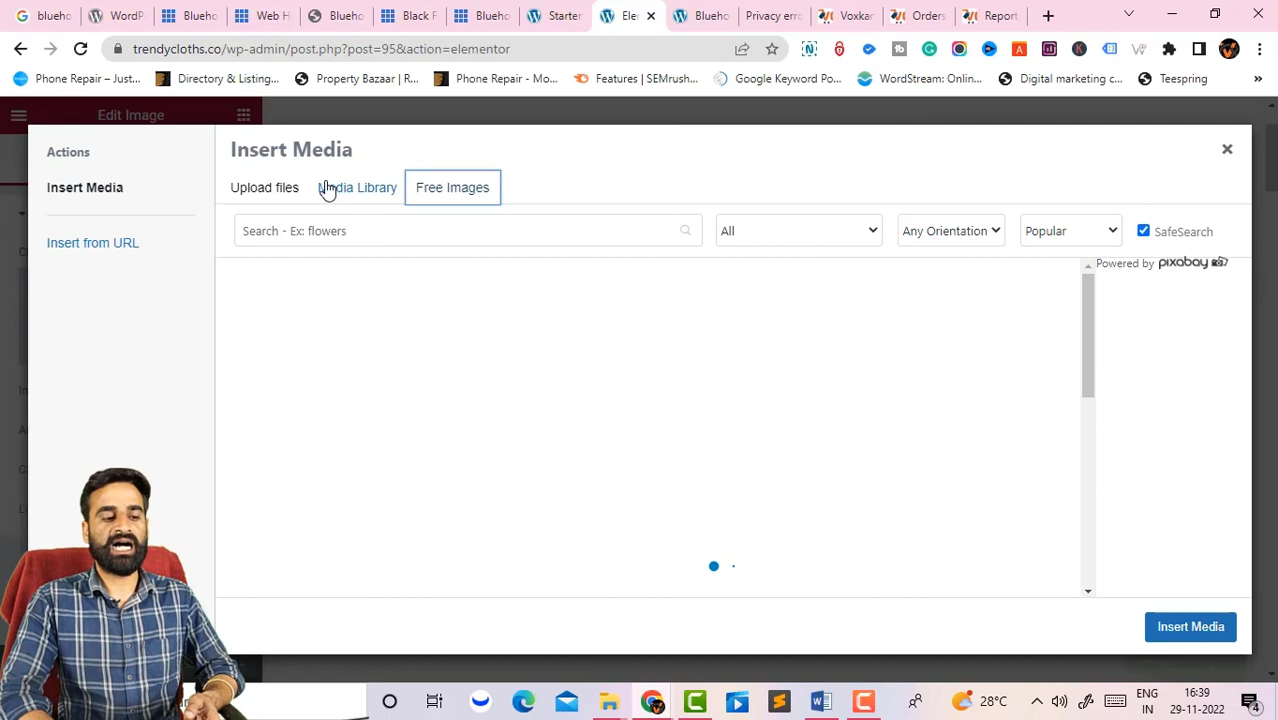 blueho
WordP
Blueho
Web H
Blueho
Black F
Blueho
Starter
Ele
Bluel
Privacy erro
Voxkar
Orders
Report
trendycloths.co/wp-admin/post.php?post=95&action=elementor
Phone Repair – Just...
Directory & Listing...
Property Bazaar | R...
Phone Repair - Mo...
Features | SEMrush...
Google Keyword Po...
WordStream: Onlin...
Digital marketing c...
Teespring
Edit Image
Actions
Insert Media
Insert from URL
Insert Media
Upload files
Media Library
Free Images
Search - Ex: flowers
All
Any Orientation
Popular
SafeSearch
Powered by pixabay
Insert Media
28°C
ENG
IN
16:39
29-11-2022
4